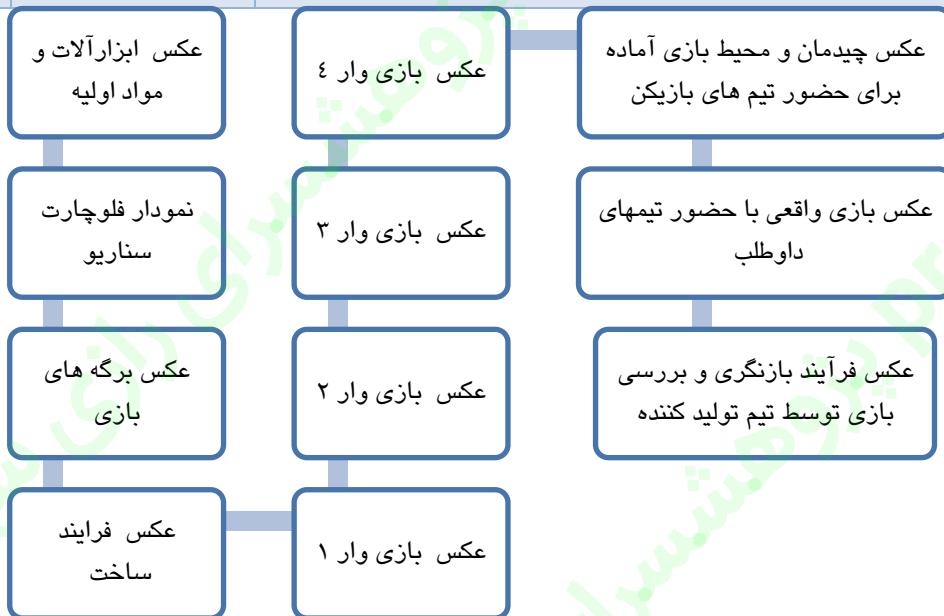 عکس ابزارآلات و
مواد اولیه
نمودار فلوچارت
سناریو
عکس برگه های
بازی
عکس فرایند
ساخت
عکس بازی وار ۱
عکس بازی وار ۲
عکس بازی وار ۳
عکس بازی وار ٤
عکس چیدمان و محیط بازی آماده
برای حضور تیم های بازیکن
عکس بازی واقعی با حضور تیمهای
داوطلب
عکس فرآیند بازنگری و بررسی
بازی توسط تیم تولید کننده